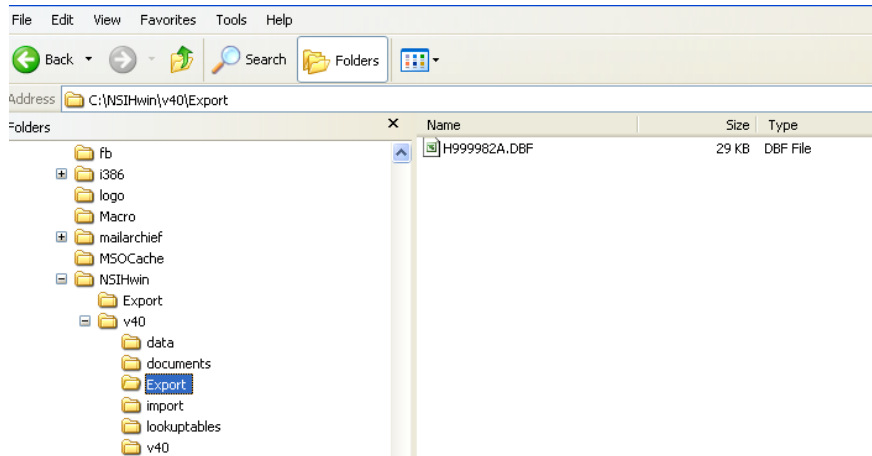 File Edit View Favorites Tools Help
Back Search Folders
Address C:\NSIHwin\v40\Export
Folders × Name Size Type
fb H999982A.DBF 29 KB DBF File
i386
logo
Macro
mailarchief
MSOCache
NSIHwin
Export
v40
data
documents
Export
import
lookuptables
v40